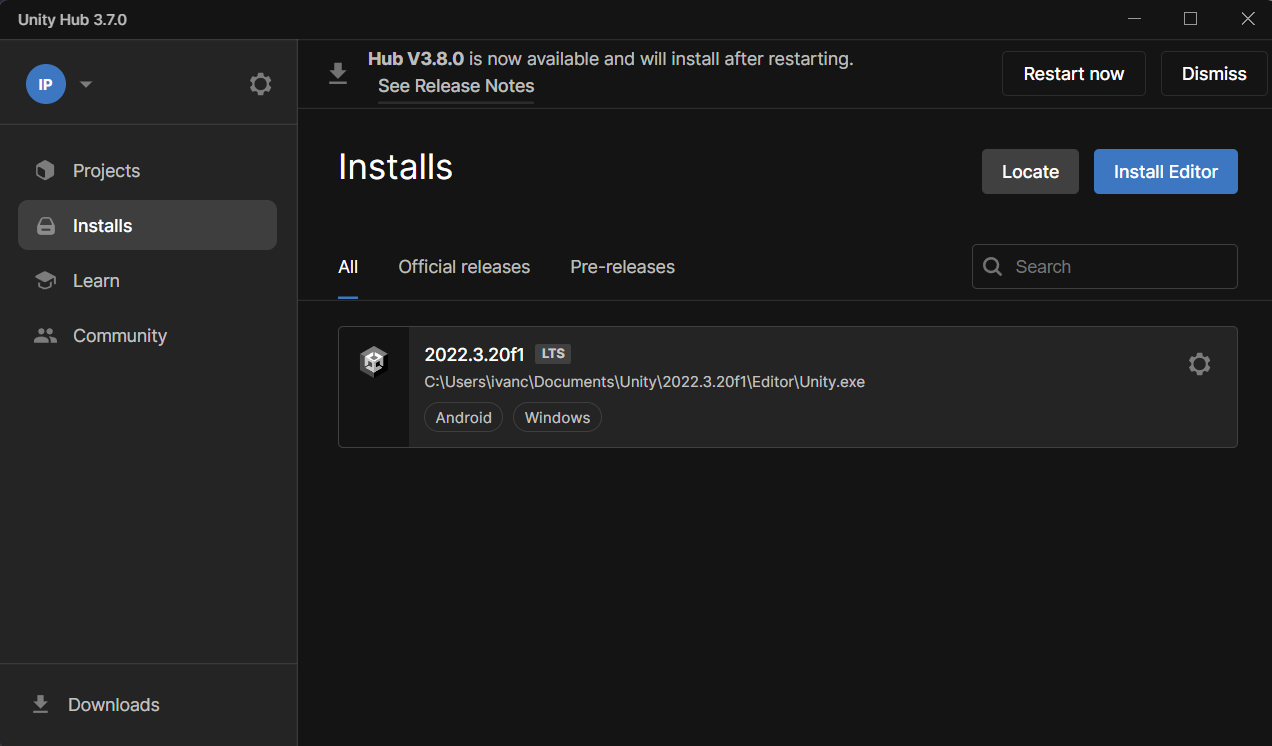 Unity Hub 3.7.0
IP
Projects
Installs
Learn
Community
Downloads
Hub V3.8.0 is now available and will install after restarting.
See Release Notes
Restart now
Dismiss
Installs
Locate
Install Editor
All
Official releases
Pre-releases
Search
2022.3.20f1 LTS
C:\Users\ivanc\Documents\Unity\2022.3.20f1\Editor\Unity.exe
Android
Windows